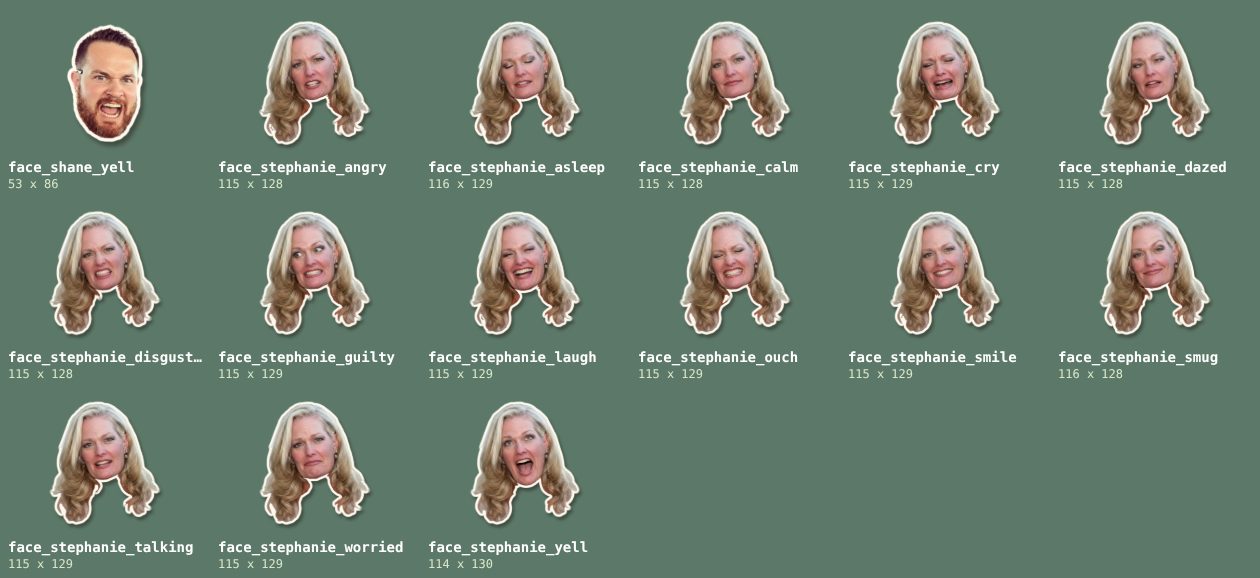 face_shane_yell
53 x 86
face_stephanie_angry
115 x 128
face_stephanie_asleep
116 x 129
face_stephanie_calm
115 x 128
face_stephanie_cry
115 x 129
face_stephanie_dazed
115 x 128
face_stephanie_disgust…
115 x 128
face_stephanie_guilty
115 x 129
face_stephanie_laugh
115 x 129
face_stephanie_ouch
115 x 129
face_stephanie_smile
115 x 129
face_stephanie_smug
116 x 128
face_stephanie_talking
115 x 129
face_stephanie_worried
115 x 129
face_stephanie_yell
114 x 130